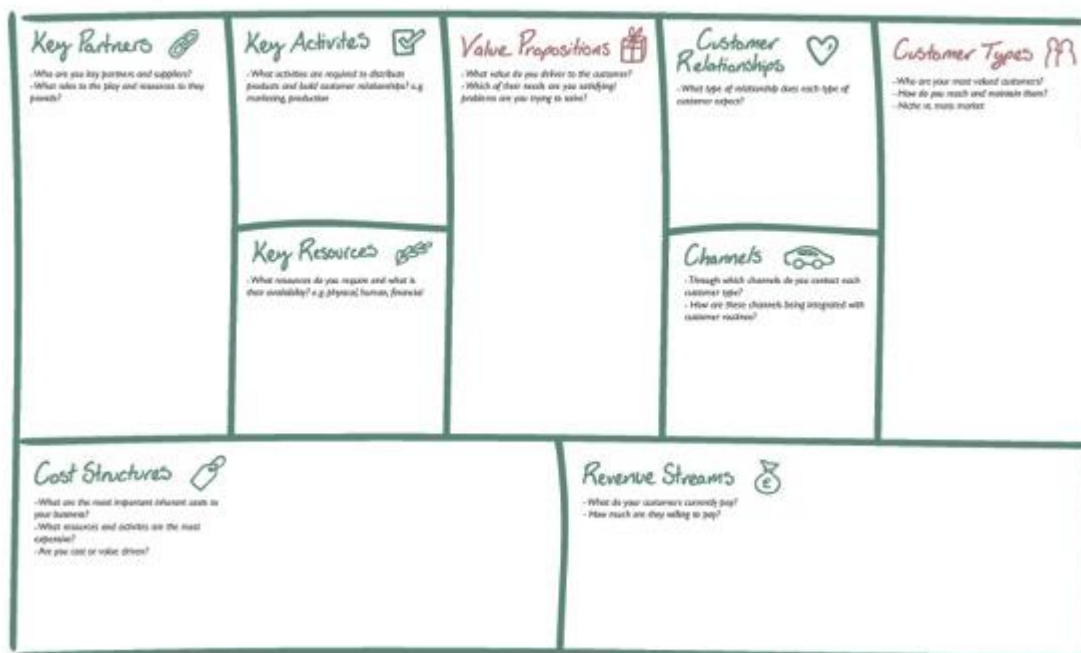 Key Partners
- Who are you key partners and suppliers?
- What roles to the play and resources to they
provide?
Key Activites
- What activities are required to distribute
products and build customer relationships? e.g
marketing, production
Key Resources
- What resources do you require and what is
their availability? e.g. physical, human, financial
Value Propositions
- What value do you deliver to the customer?
- Which of their needs are you satisfying/
problems are you trying to solve?
Customer
Relationships
- What type of relationship does each type of
customer expect?
Channels
- Through which channels do you contact each
customer type?
- How are these channels being integrated with
customer routines?
Customer Types
- Who are your most valued customers?
- How do you reach and maintain them?
- Niche vs. mass market
Cost Structures
- What are the most important inherent costs to
your business?
- What resources and activites are the most
expensive?
- Are you cost or value driven?
Revenue Streams
- What do your customers currently pay?
- How much are they willing to pay?